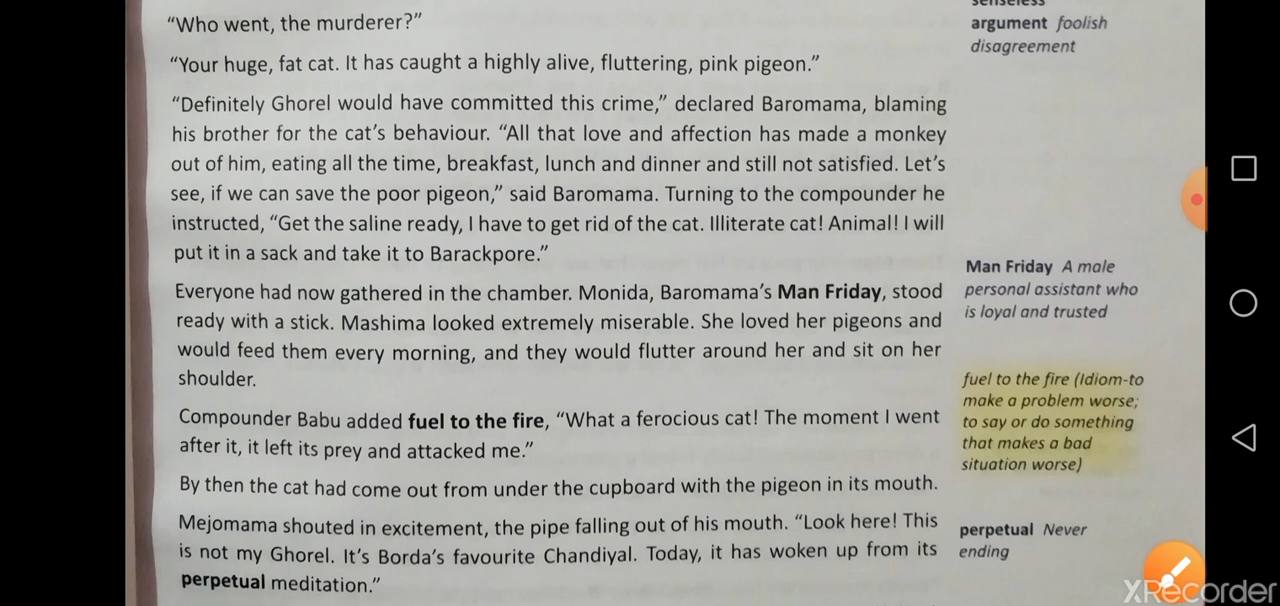 “Who went, the murderer?”
“Your huge, fat cat. It has caught a highly alive, fluttering, pink pigeon.”
“Definitely Ghorel would have committed this crime,” declared Baromama, blaming
his brother for the cat’s behaviour. “All that love and affection has made a monkey
out of him, eating all the time, breakfast, lunch and dinner and still not satisfied. Let’s
see, if we can save the poor pigeon,” said Baromama. Turning to the compounder he
instructed, “Get the saline ready, I have to get rid of the cat. Illiterate cat! Animal! I will
put it in a sack and take it to Barackpore.”
Everyone had now gathered in the chamber. Monida, Baromama’s Man Friday, stood
ready with a stick. Mashima looked extremely miserable. She loved her pigeons and
would feed them every morning, and they would flutter around her and sit on her
shoulder.
Compounder Babu added fuel to the fire, “What a ferocious cat! The moment I went
after it, it left its prey and attacked me.”
By then the cat had come out from under the cupboard with the pigeon in its mouth.
Mejomama shouted in excitement, the pipe falling out of his mouth. “Look here! This
is not my Ghorel. It’s Borda’s favourite Chandiyal. Today, it has woken up from its
perpetual meditation.”
senseless
argument foolish
disagreement
Man Friday A male
personal assistant who
is loyal and trusted
fuel to the fire (Idiom-to
make a problem worse;
to say or do something
that makes a bad
situation worse)
perpetual Never
ending
XRecorder